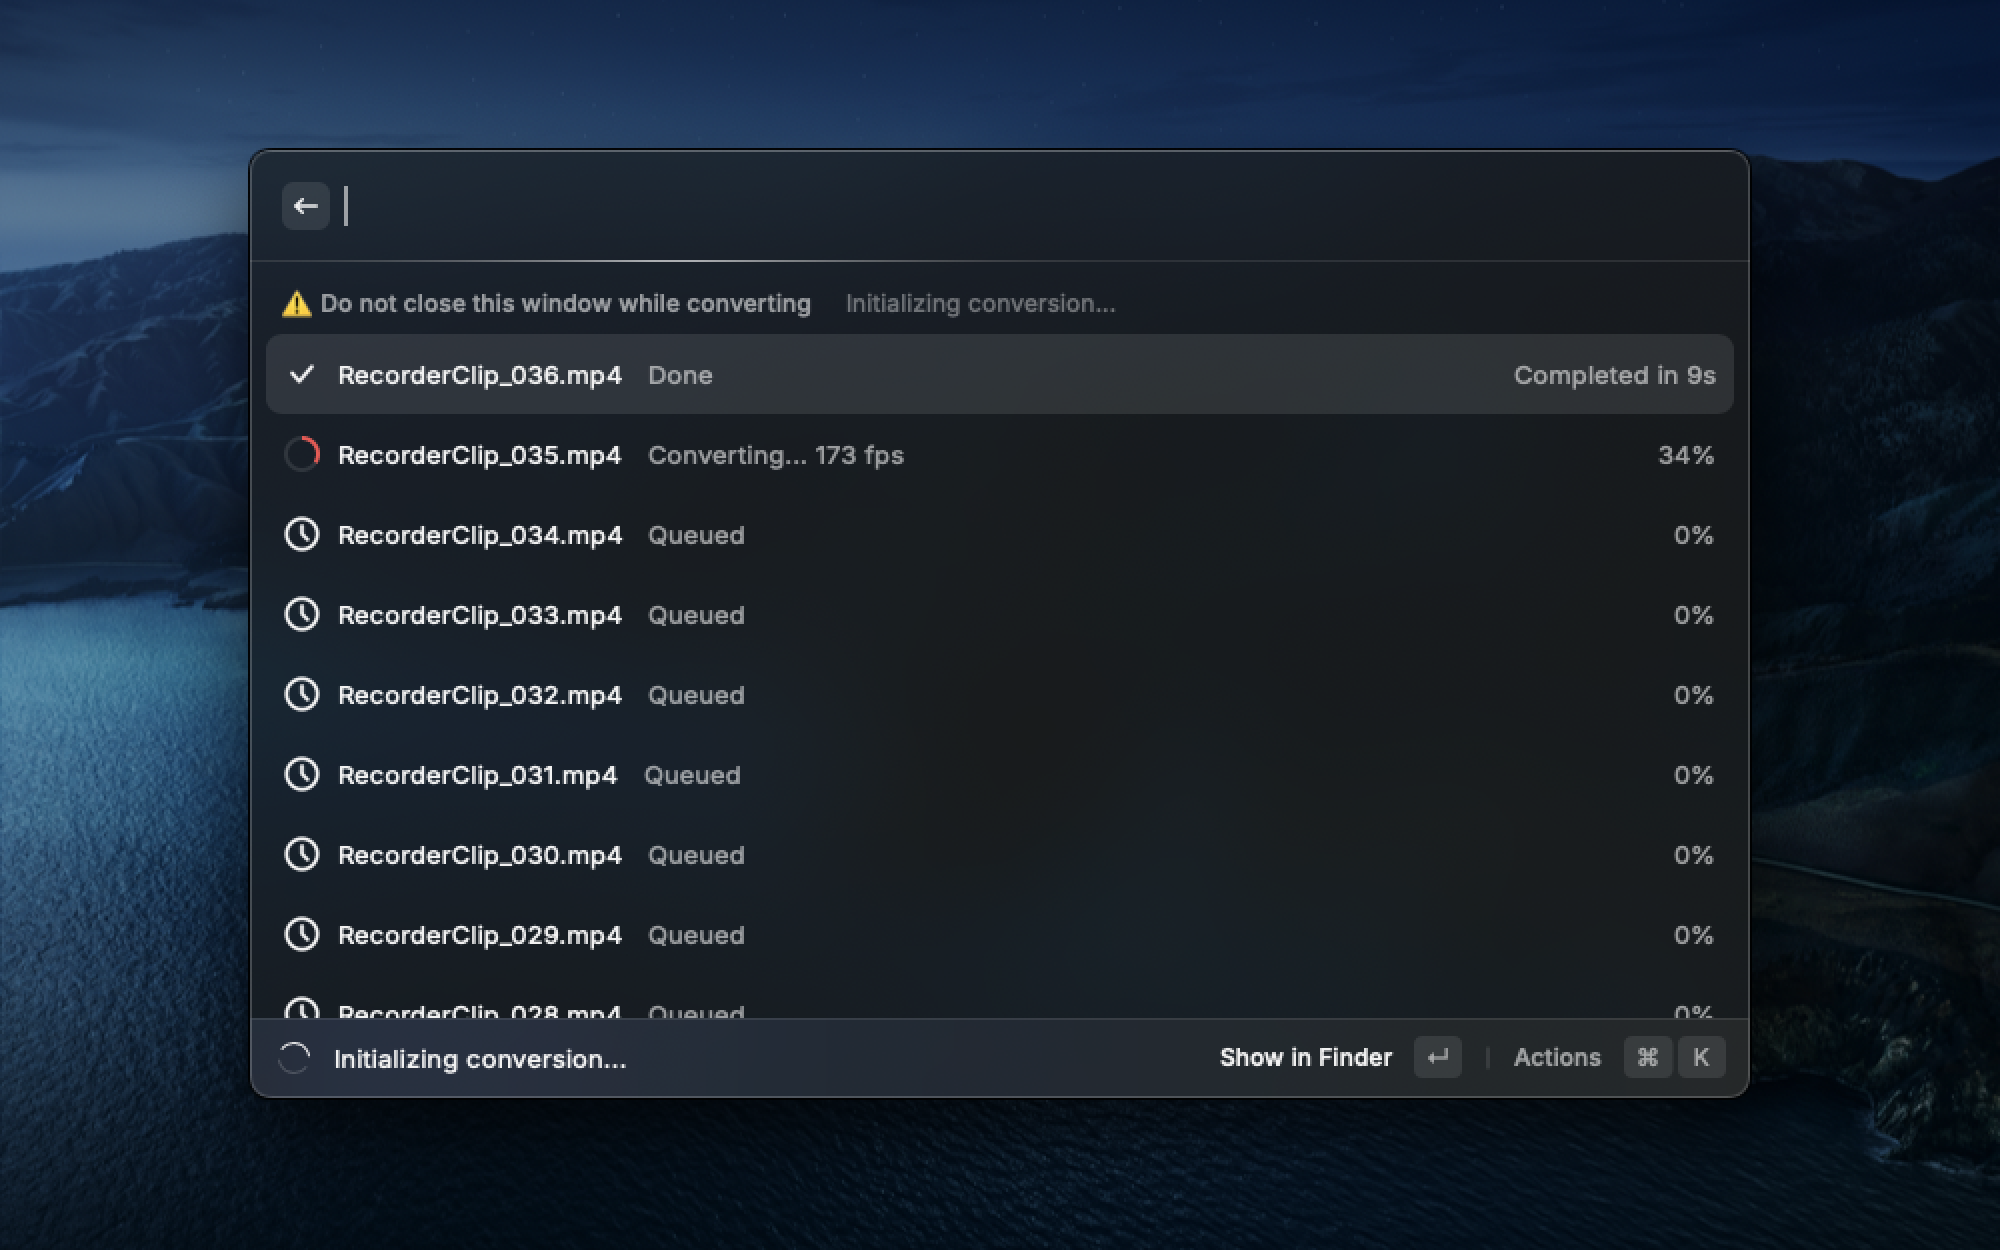 ⚠️ Do not close this window while converting Initializing conversion...
RecorderClip_036.mp4 Done Completed in 9s
RecorderClip_035.mp4 Converting... 173 fps 34%
RecorderClip_034.mp4 Queued 0%
RecorderClip_033.mp4 Queued 0%
RecorderClip_032.mp4 Queued 0%
RecorderClip_031.mp4 Queued 0%
RecorderClip_030.mp4 Queued 0%
RecorderClip_029.mp4 Queued 0%
RecorderClip_028.mp4 Queued 0%
Initializing conversion... Show in Finder ↵ Actions ⌘ K